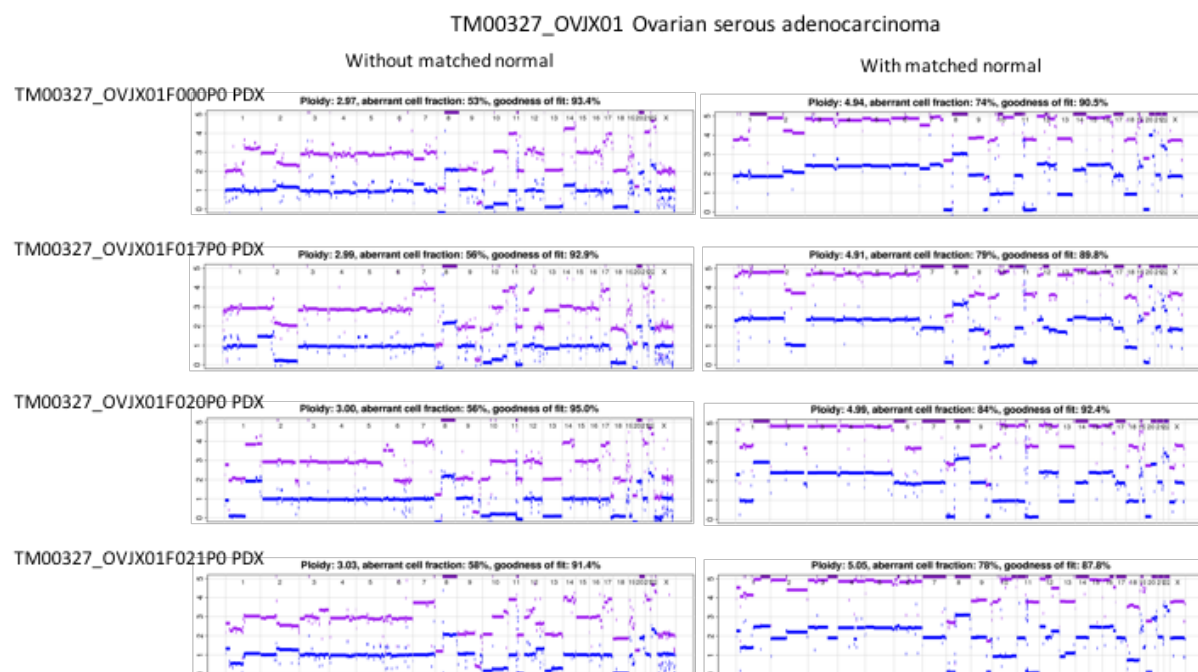 TM00327_OVJX01 Ovarian serous adenocarcinoma
Without matched normal
With matched normal
TM00327_OVJX01F000P0 PDX
Ploidy: 2.97, aberrant cell fraction: 53%, goodness of fit: 93.4%
Ploidy: 4.94, aberrant cell fraction: 74%, goodness of fit: 90.5%
TM00327_OVJX01F017P0 PDX
Ploidy: 2.99, aberrant cell fraction: 56%, goodness of fit: 92.9%
Ploidy: 4.91, aberrant cell fraction: 79%, goodness of fit: 89.8%
TM00327_OVJX01F020P0 PDX
Ploidy: 3.00, aberrant cell fraction: 56%, goodness of fit: 95.0%
Ploidy: 4.99, aberrant cell fraction: 84%, goodness of fit: 92.4%
TM00327_OVJX01F021P0 PDX
Ploidy: 3.03, aberrant cell fraction: 58%, goodness of fit: 91.4%
Ploidy: 5.05, aberrant cell fraction: 78%, goodness of fit: 87.8%